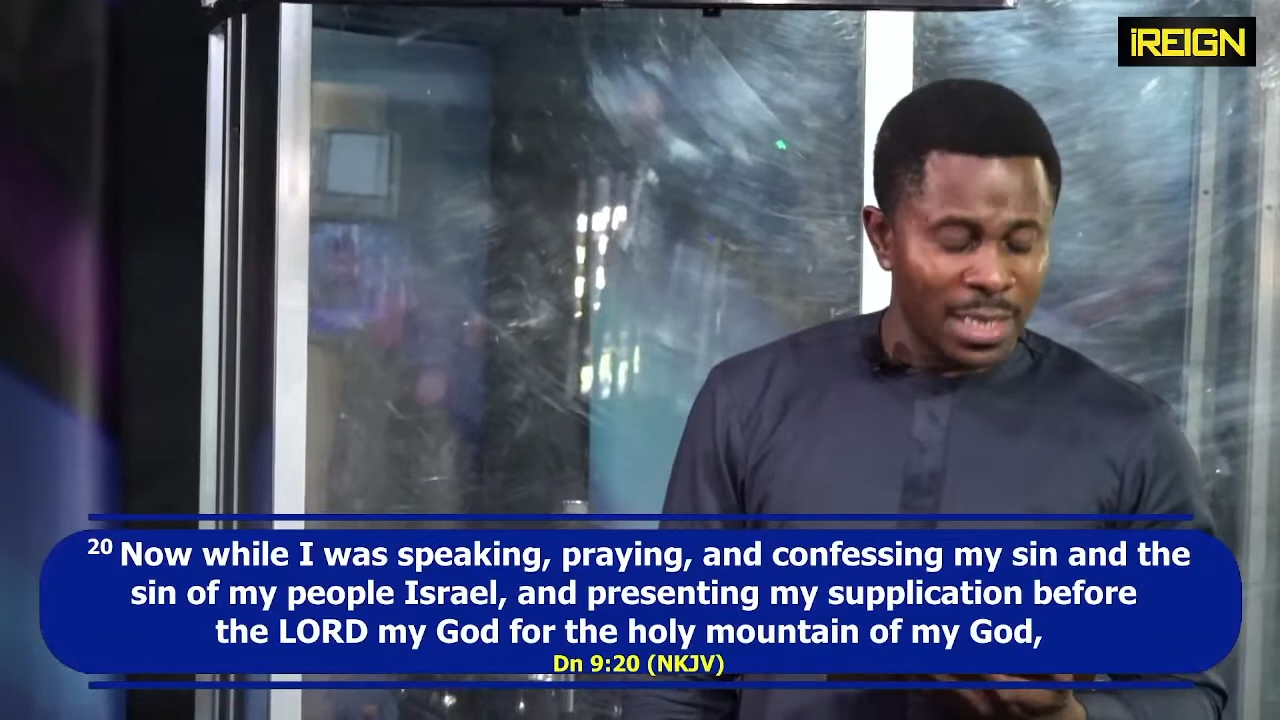 iREIGN
20 Now while I was speaking, praying, and confessing my sin and the
sin of my people Israel, and presenting my supplication before
the LORD my God for the holy mountain of my God,
Dn 9:20 (NKJV)